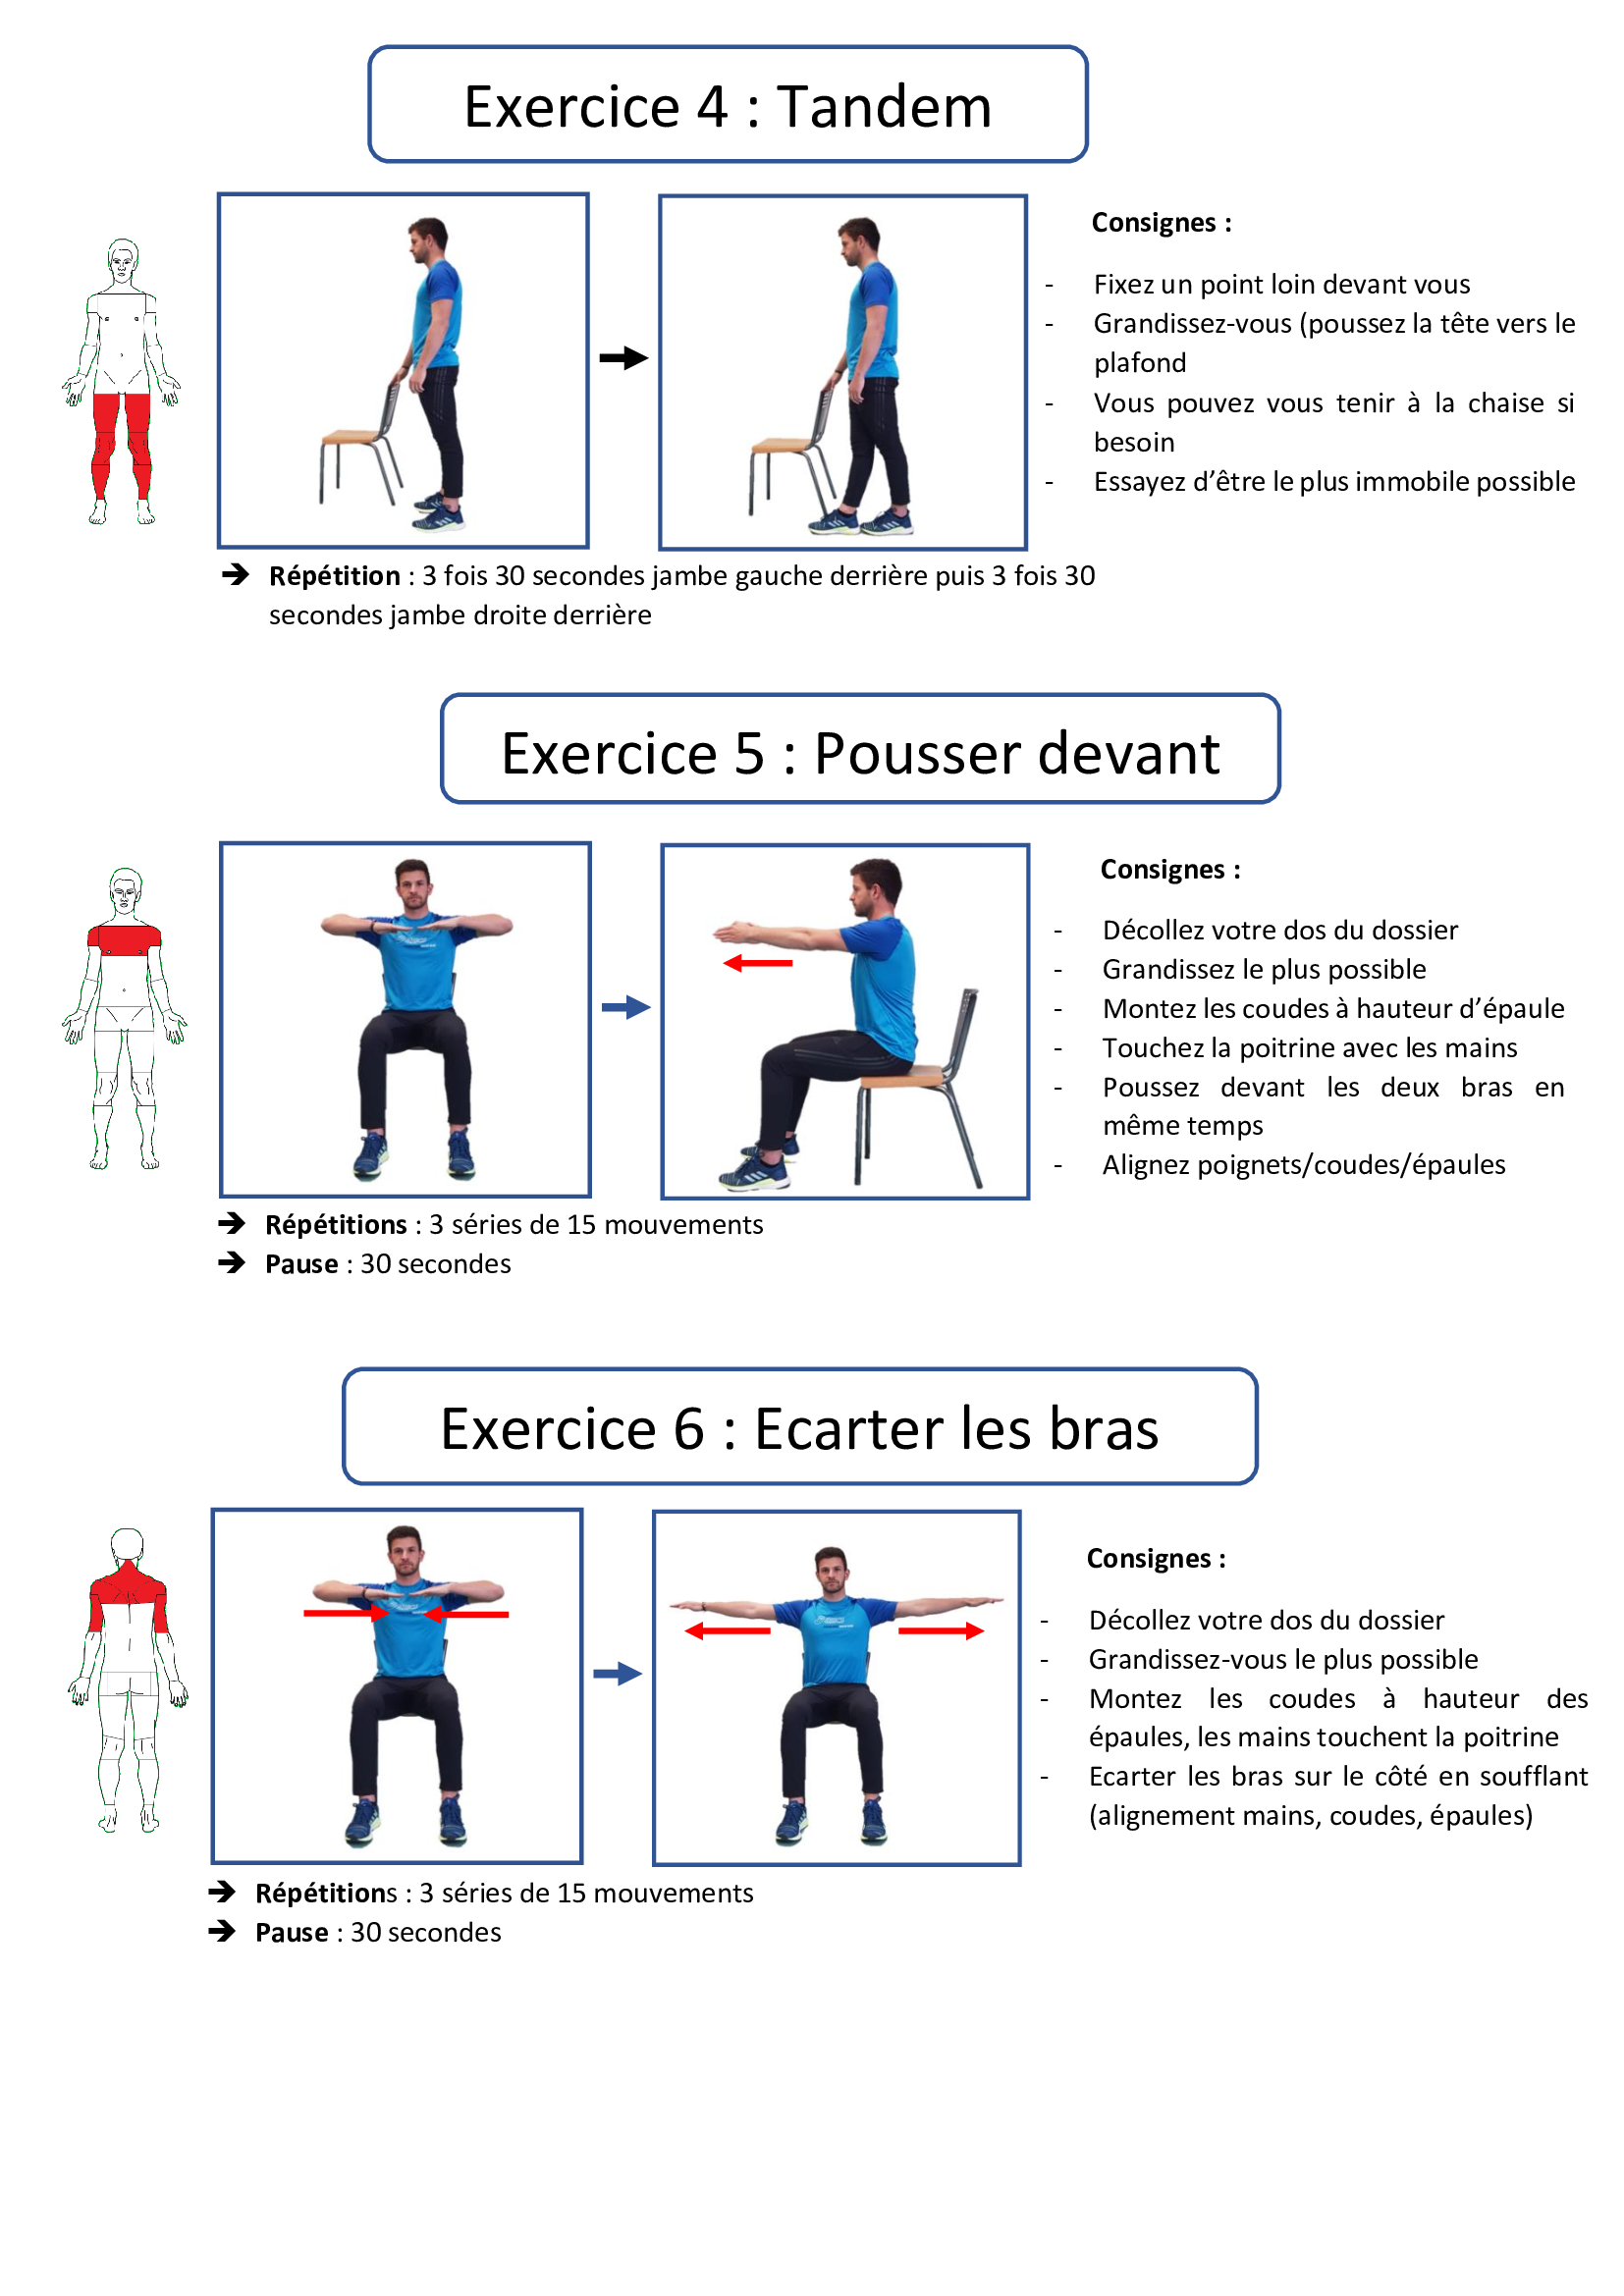 Exercice 4 : Tandem
Consignes :
- Fixez un point loin devant vous
- Grandissez-vous (poussez la tête vers le
plafond
- Vous pouvez vous tenir à la chaise si
besoin
- Essayez d’être le plus immobile possible
➔ Répétition : 3 fois 30 secondes jambe gauche derrière puis 3 fois 30
secondes jambe droite derrière
Exercice 5 : Pousser devant
Consignes :
- Décollez votre dos du dossier
- Grandissez le plus possible
- Montez les coudes à hauteur d’épaule
- Touchez la poitrine avec les mains
- Poussez devant les deux bras en
même temps
- Alignez poignets/coudes/épaules
➔ Répétitions : 3 séries de 15 mouvements
➔ Pause : 30 secondes
Exercice 6 : Ecarter les bras
Consignes :
- Décollez votre dos du dossier
- Grandissez-vous le plus possible
- Montez les coudes à hauteur des
épaules, les mains touchent la poitrine
- Ecarter les bras sur le côté en soufflant
(alignement mains, coudes, épaules)
➔ Répétitions : 3 séries de 15 mouvements
➔ Pause : 30 secondes